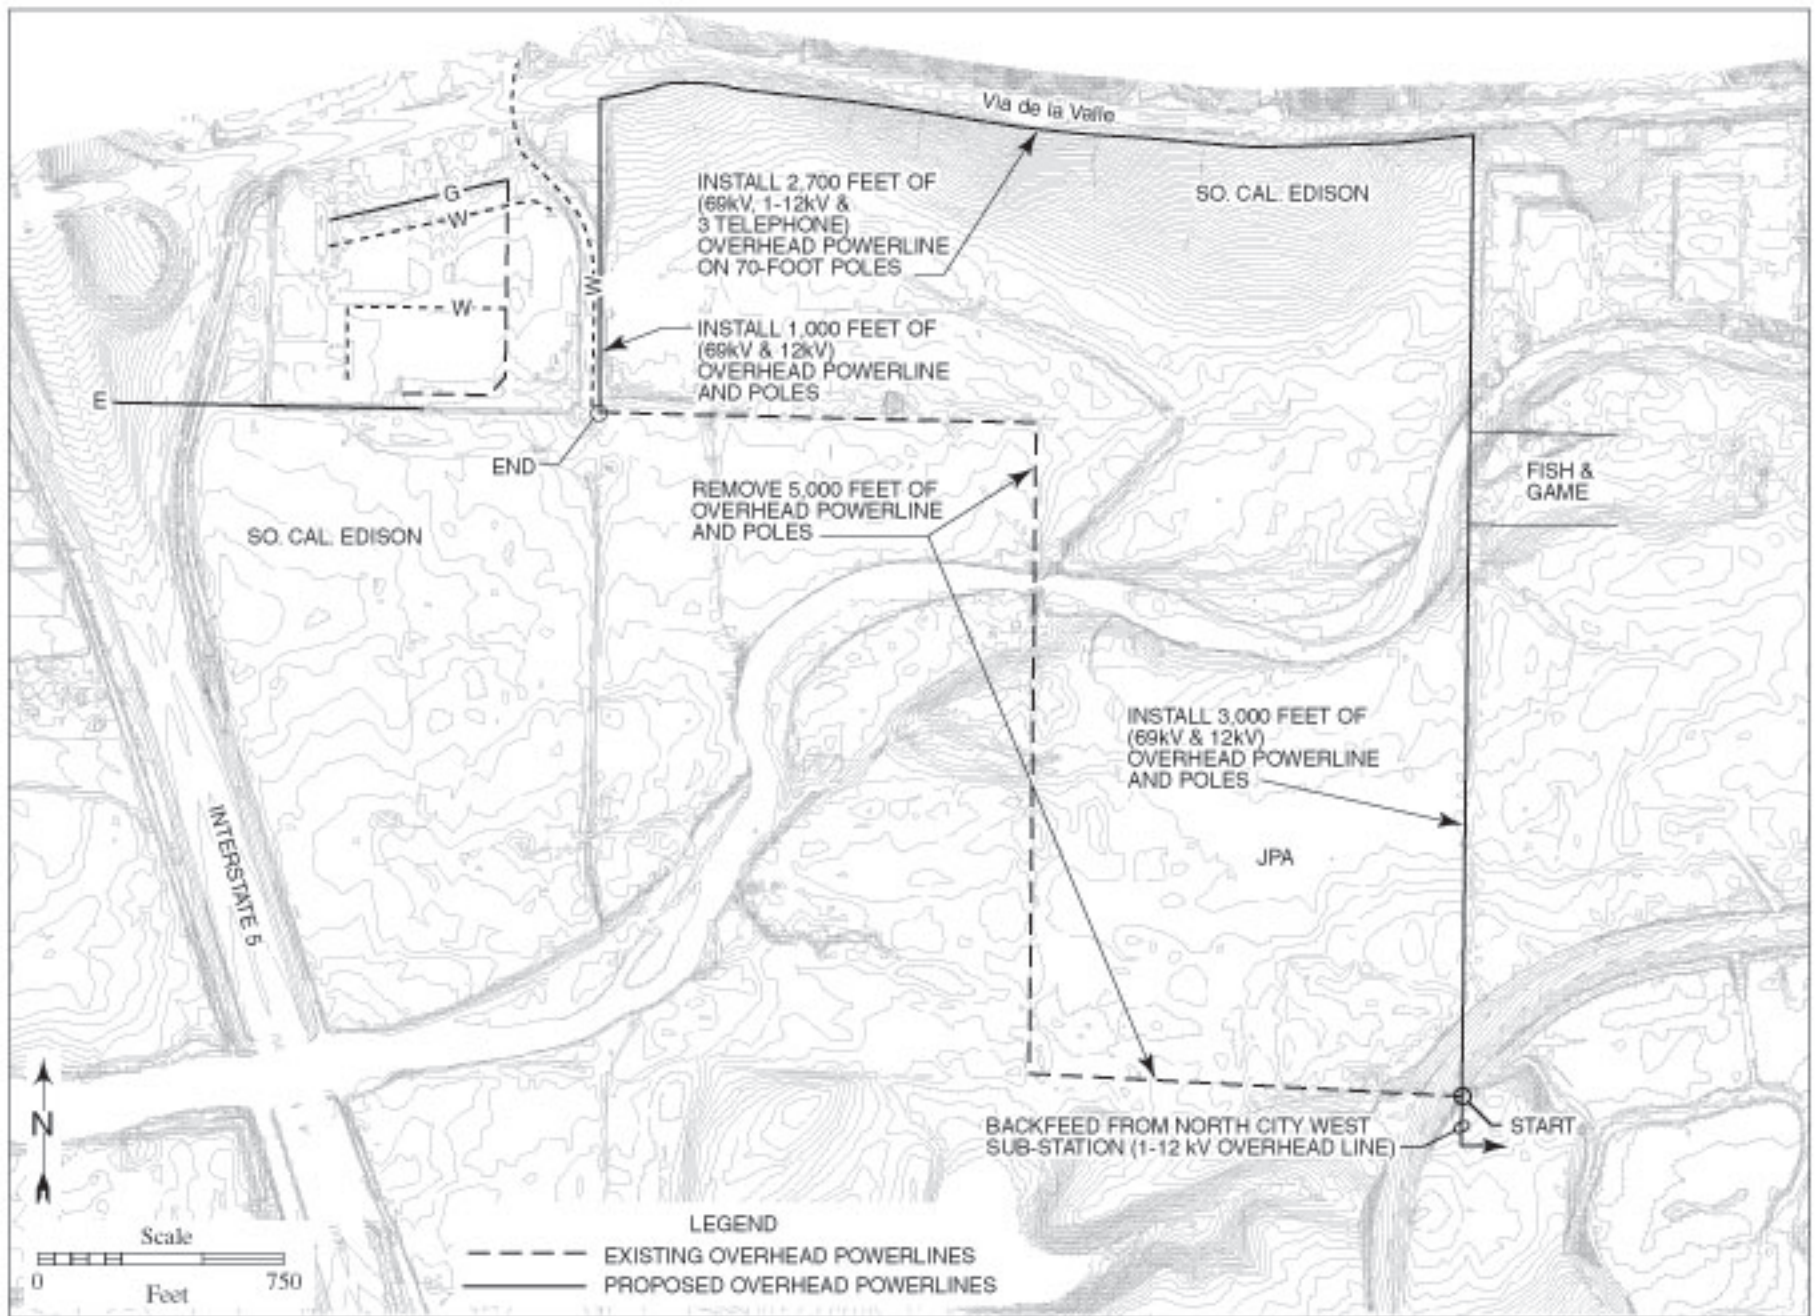 Via de la Valle
INSTALL 2,700 FEET OF
(69kV, 1-12kV &
3 TELEPHONE)
OVERHEAD POWERLINE
ON 70-FOOT POLES
SO. CAL. EDISON
G
W
W
W
INSTALL 1,000 FEET OF
(69kV & 12kV)
OVERHEAD POWERLINE
AND POLES
E
END
REMOVE 5,000 FEET OF
OVERHEAD POWERLINE
AND POLES
FISH &
GAME
SO. CAL. EDISON
INSTALL 3,000 FEET OF
(69kV & 12kV)
OVERHEAD POWERLINE
AND POLES
JPA
INTERSTATE 5
N
BACKFEED FROM NORTH CITY WEST
SUB-STATION (1-12 kV OVERHEAD LINE)
START
Scale
0 750
Feet
LEGEND
EXISTING OVERHEAD POWERLINES
PROPOSED OVERHEAD POWERLINES